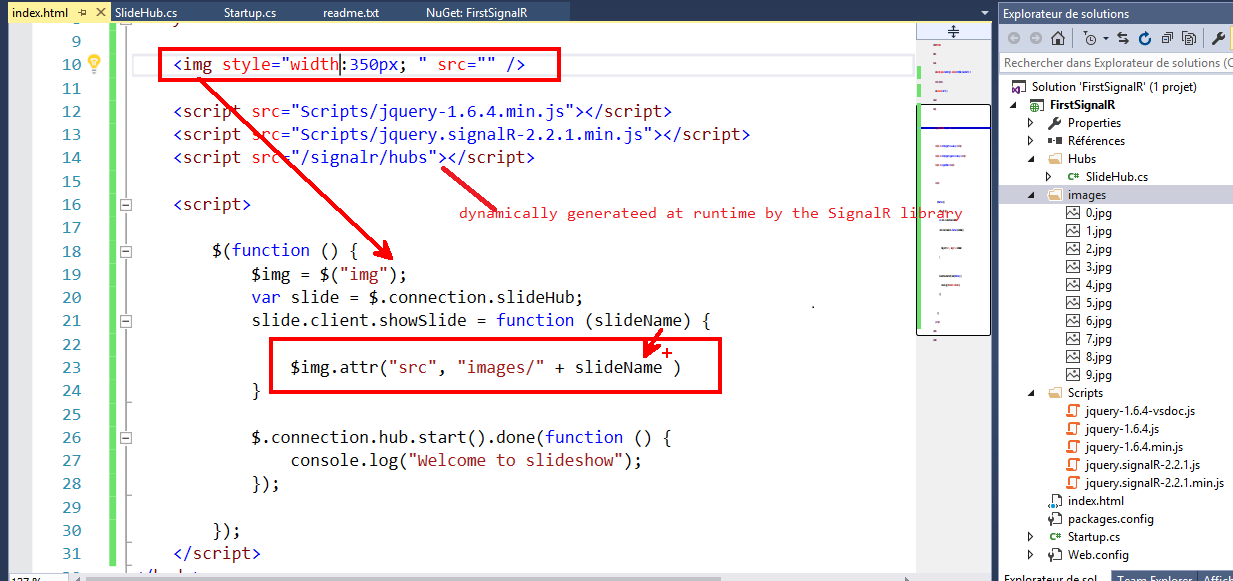 index.html
SlideHub.cs
Startup.cs
readme.txt
NuGet: FirstSignalR
9
10 <img style="width:350px; " src="" />
11
12 <script src="Scripts/jquery-1.6.4.min.js"></script>
13 <script src="Scripts/jquery.signalR-2.2.1.min.js"></script>
14 <script src="/signalr/hubs"></script>
15
dynamically generateed at runtime by the SignalR library
16 <script>
17
18 $(function () {
19 $img = $("img");
20 var slide = $.connection.slideHub;
21 slide.client.showSlide = function (slideName) {
22
23 $img.attr("src", "images/" + slideName )
24 }
25
26 $.connection.hub.start().done(function () {
27 console.log("Welcome to slideshow");
28 });
29
30 });
31 </script>
Explorateur de solutions
Rechercher dans Explorateur de solutions (C
Solution 'FirstSignalR' (1 projet)
FirstSignalR
Properties
Références
Hubs
C# SlideHub.cs
images
0.jpg
1.jpg
2.jpg
3.jpg
4.jpg
5.jpg
6.jpg
7.jpg
8.jpg
9.jpg
Scripts
jquery-1.6.4-vsdoc.js
jquery-1.6.4.js
jquery-1.6.4.min.js
jquery.signalR-2.2.1.js
jquery.signalR-2.2.1.min.js
index.html
packages.config
C# Startup.cs
Web.config
Explorateur de sol...
Team Explorer